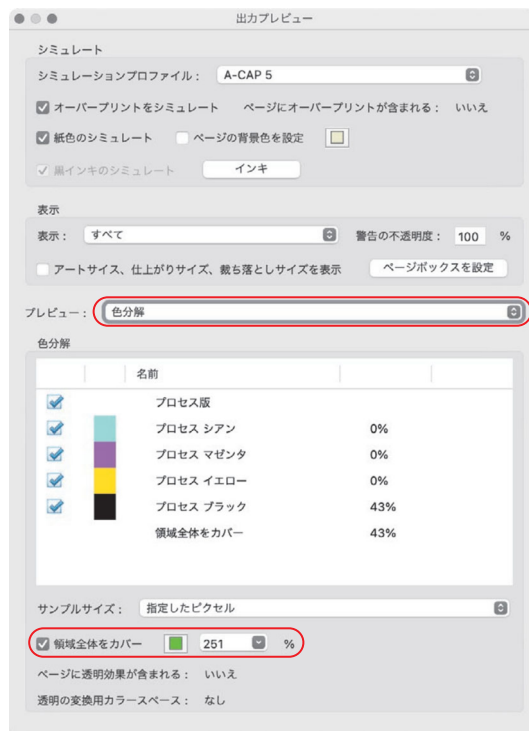 出力プレビュー
シミュレート
シミュレーションプロファイル： A-CAP 5
オーバープリントをシミュレート ページにオーバープリントが含まれる： いいえ
紙色のシミュレート ページの背景色を設定
黒インキのシミュレート インキ
表示
表示： すべて 警告の不透明度： 100 %
アートサイズ、仕上がりサイズ、裁ち落としサイズを表示 ページボックスを設定
プレビュー： 色分解
色分解
名前
プロセス版
プロセス シアン 0%
プロセス マゼンタ 0%
プロセス イエロー 0%
プロセス ブラック 43%
領域全体をカバー 43%
サンプルサイズ： 指定したピクセル
領域全体をカバー 251 %
ページに透明効果が含まれる： いいえ
透明の変換用カラースペース： なし